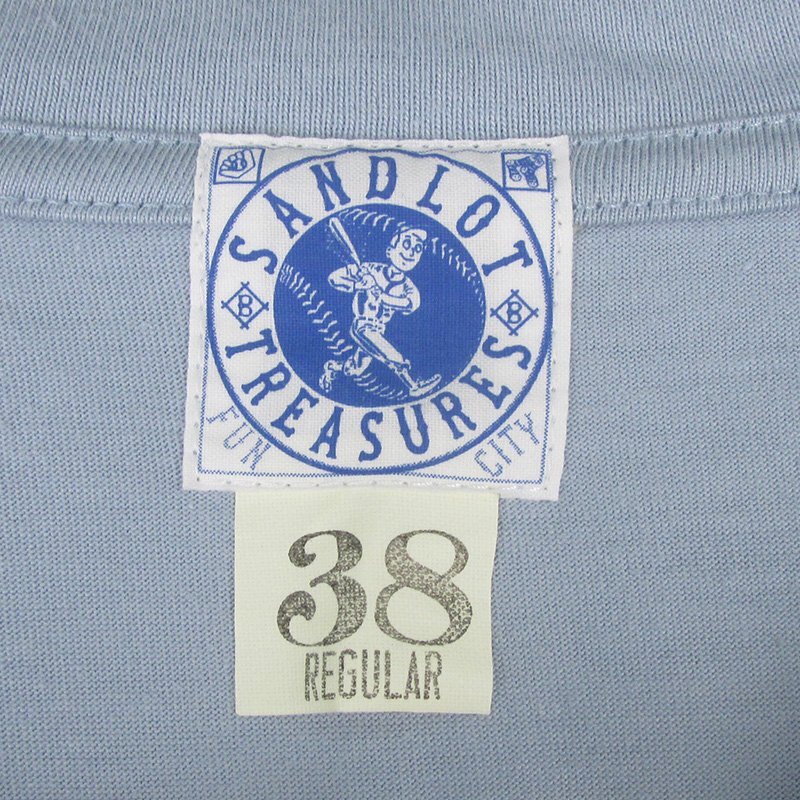 SANDLOT
B B
TREASURES
FUN CITY
38
REGULAR